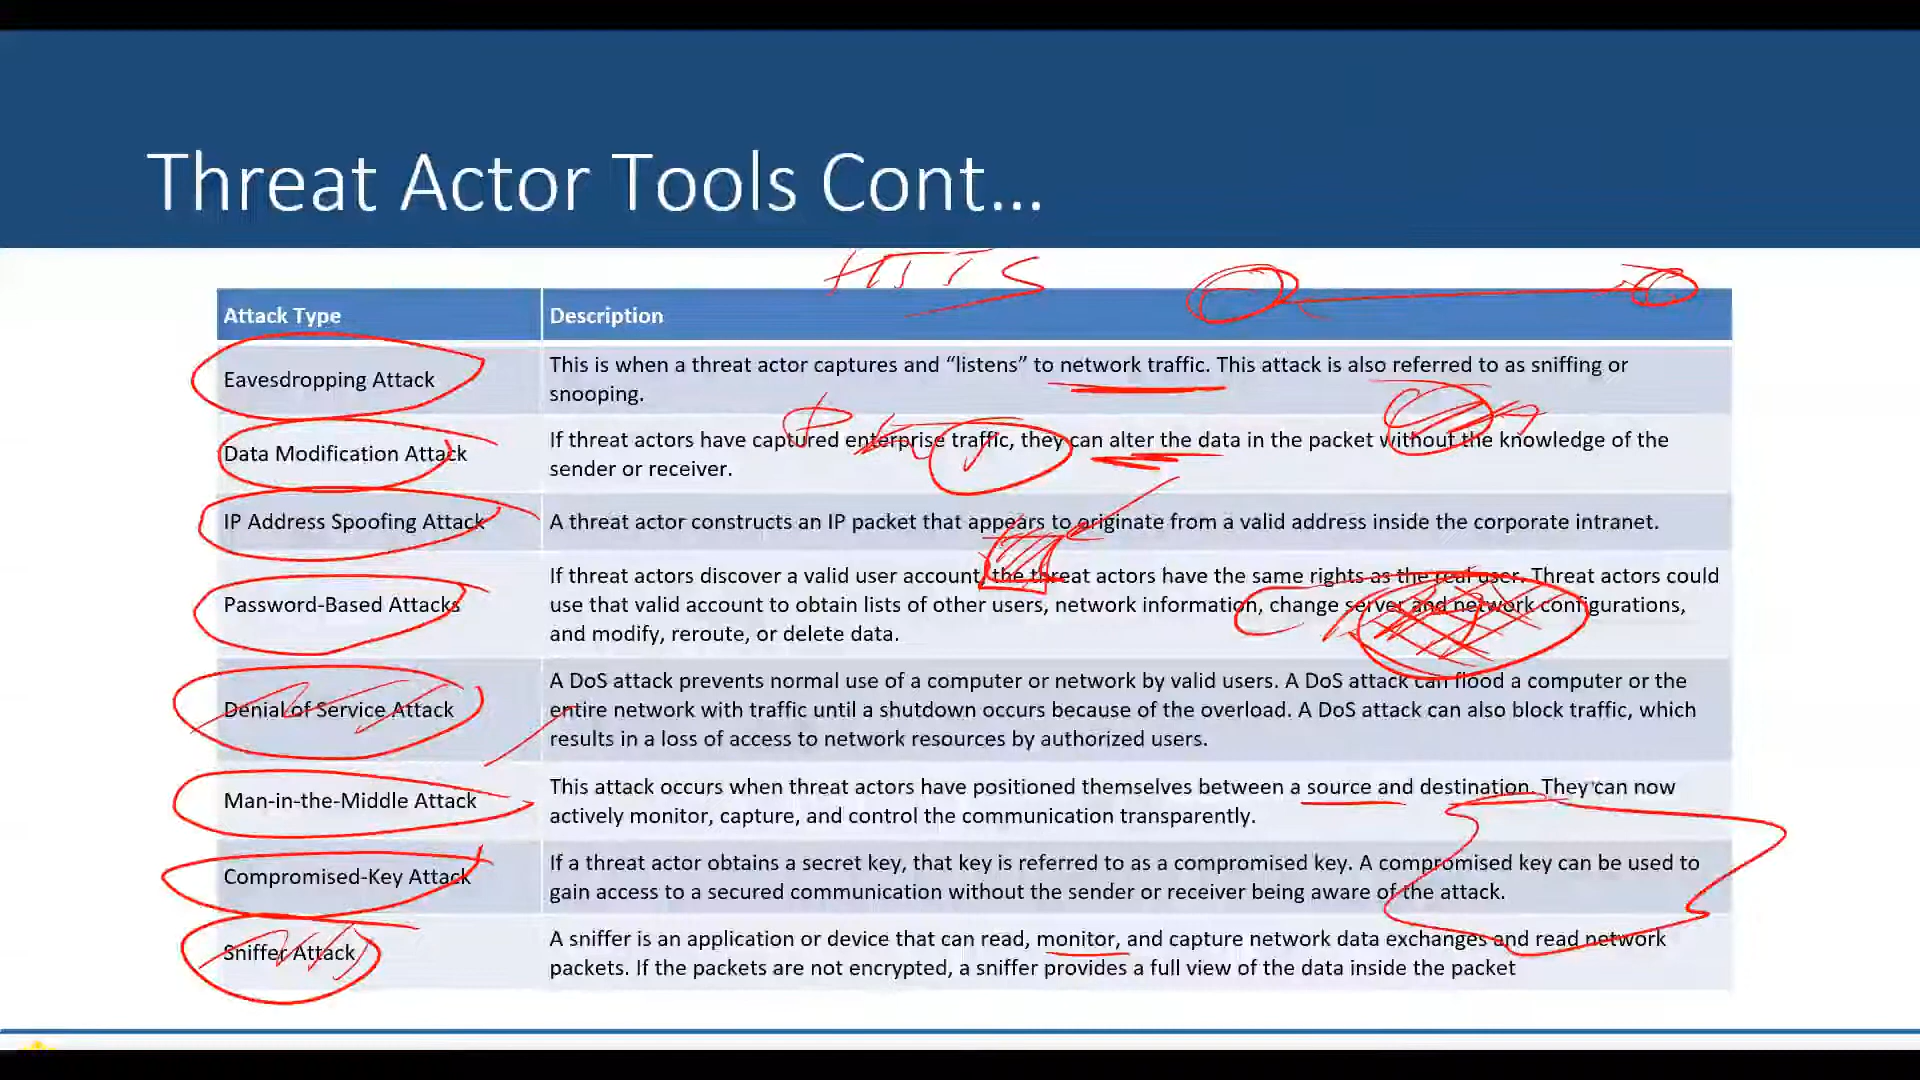 Threat Actor Tools Cont...
Attack Type
Description
Eavesdropping Attack
This is when a threat actor captures and “listens” to network traffic. This attack is also referred to as sniffing or
snooping.
Data Modification Attack
If threat actors have captured enterprise traffic, they can alter the data in the packet without the knowledge of the
sender or receiver.
IP Address Spoofing Attack
A threat actor constructs an IP packet that appears to originate from a valid address inside the corporate intranet.
Password-Based Attacks
If threat actors discover a valid user account, the threat actors have the same rights as the real user. Threat actors could
use that valid account to obtain lists of other users, network information, change server and network configurations,
and modify, reroute, or delete data.
Denial of Service Attack
A DoS attack prevents normal use of a computer or network by valid users. A DoS attack can flood a computer or the
entire network with traffic until a shutdown occurs because of the overload. A DoS attack can also block traffic, which
results in a loss of access to network resources by authorized users.
Man-in-the-Middle Attack
This attack occurs when threat actors have positioned themselves between a source and destination. They can now
actively monitor, capture, and control the communication transparently.
Compromised-Key Attack
If a threat actor obtains a secret key, that key is referred to as a compromised key. A compromised key can be used to
gain access to a secured communication without the sender or receiver being aware of the attack.
Sniffer Attack
A sniffer is an application or device that can read, monitor, and capture network data exchanges and read network
packets. If the packets are not encrypted, a sniffer provides a full view of the data inside the packet